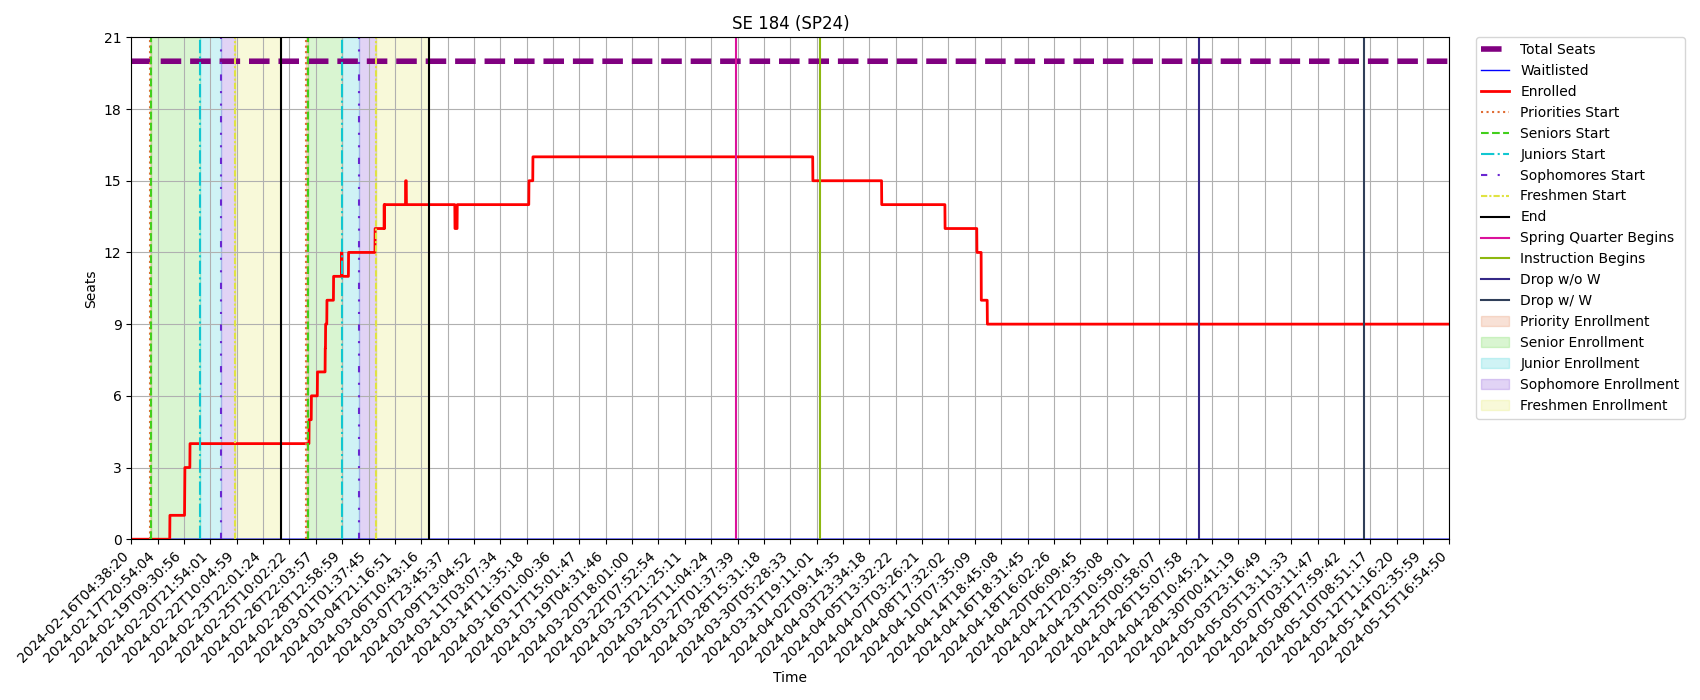 SE 184 (SP24)
21
18
15
12
9
6
3
0
Seats
2024-02-16T04:38:20
2024-02-17T20:54:04
2024-02-19T09:30:56
2024-02-20T21:54:01
2024-02-22T10:04:59
2024-02-23T22:01:24
2024-02-25T10:02:22
2024-02-26T22:03:57
2024-02-28T12:58:59
2024-03-01T01:37:45
2024-03-04T21:16:51
2024-03-06T10:43:16
2024-03-07T23:45:37
2024-03-09T13:04:52
2024-03-11T03:07:34
2024-03-14T11:35:18
2024-03-16T01:00:36
2024-03-17T15:01:47
2024-03-19T04:31:46
2024-03-20T18:01:00
2024-03-22T07:52:54
2024-03-23T21:25:11
2024-03-25T11:04:24
2024-03-27T01:37:39
2024-03-28T15:31:18
2024-03-30T05:28:33
2024-03-31T19:11:01
2024-04-02T09:14:35
2024-04-03T23:34:18
2024-04-05T13:32:22
2024-04-07T03:26:21
2024-04-08T17:32:02
2024-04-10T07:35:09
2024-04-14T18:45:08
2024-04-16T18:31:45
2024-04-18T16:02:26
2024-04-20T06:09:45
2024-04-21T20:35:08
2024-04-23T10:59:01
2024-04-25T00:58:07
2024-04-26T15:07:58
2024-04-28T10:45:21
2024-04-30T00:41:19
2024-05-03T23:16:49
2024-05-05T13:11:33
2024-05-07T03:11:47
2024-05-08T17:59:42
2024-05-10T08:51:17
2024-05-12T11:16:20
2024-05-14T02:35:59
2024-05-15T16:54:50
Time
Total Seats
Waitlisted
Enrolled
Priorities Start
Seniors Start
Juniors Start
Sophomores Start
Freshmen Start
End
Spring Quarter Begins
Instruction Begins
Drop w/o W
Drop w/ W
Priority Enrollment
Senior Enrollment
Junior Enrollment
Sophomore Enrollment
Freshmen Enrollment